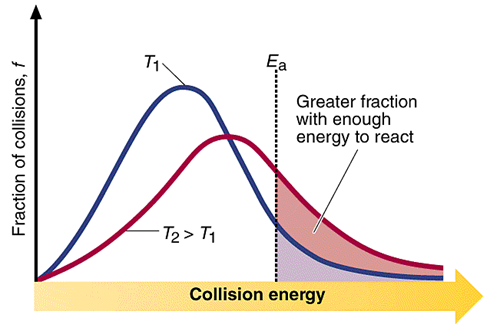 Fraction of collisions, f
T₁
Eₐ
Greater fraction
with enough
energy to react
T₂ > T₁
Collision energy